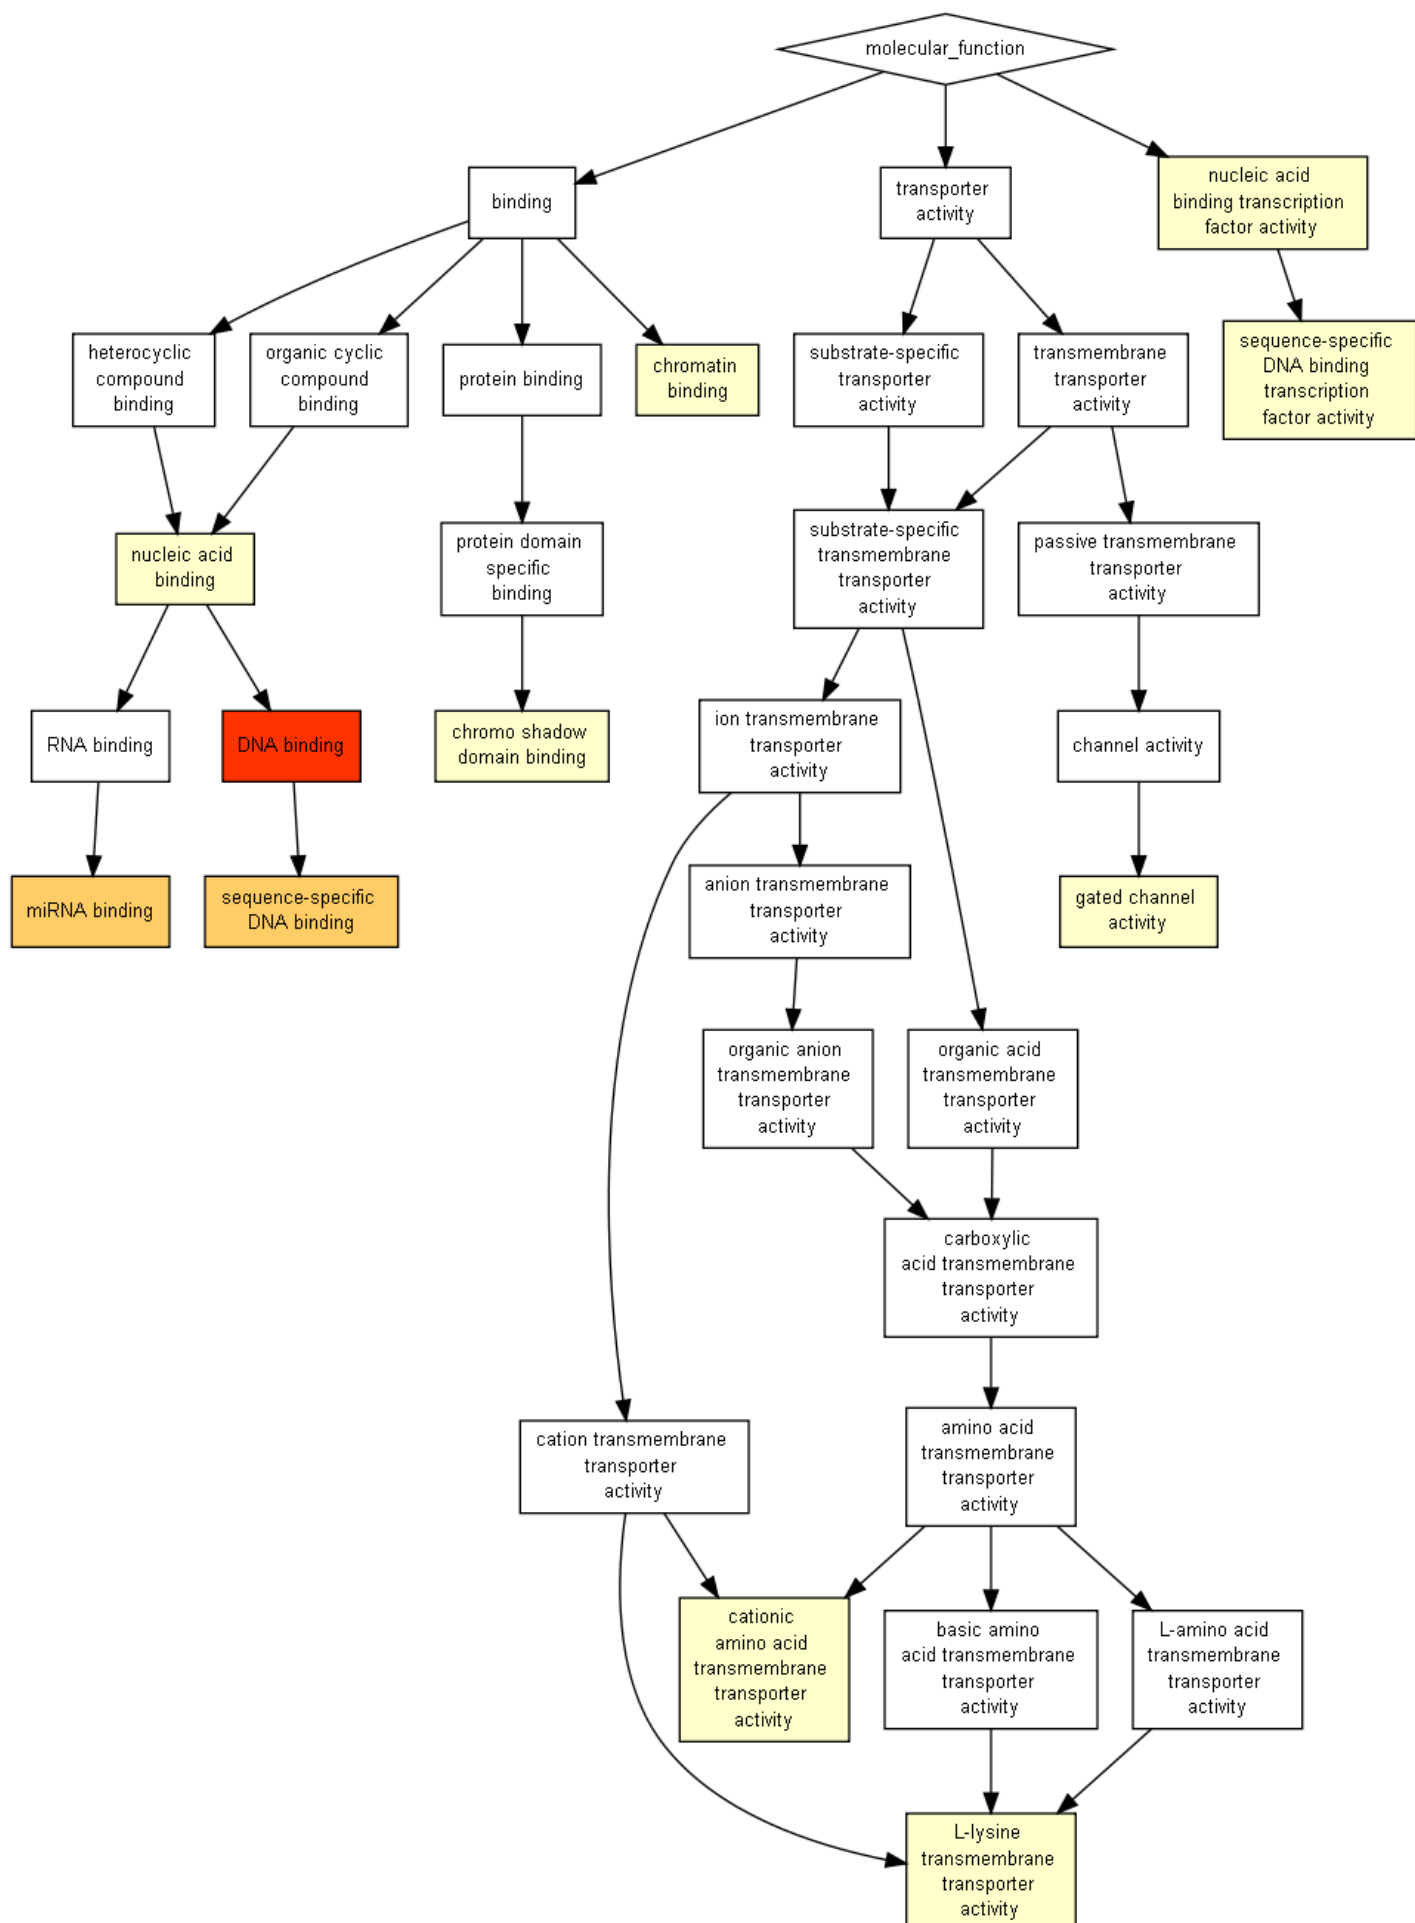 molecular_function
binding
transporter
activity
nucleic acid
binding transcription
factor activity
heterocyclic
compound
binding
organic cyclic
compound
binding
protein binding
chromatin
binding
substrate-specific
transporter
activity
transmembrane
transporter
activity
sequence-specific
DNA binding
transcription
factor activity
nucleic acid
binding
protein domain
specific
binding
substrate-specific
transmembrane
transporter
activity
passive transmembrane
transporter
activity
RNA binding
DNA binding
chromo shadow
domain binding
ion transmembrane
transporter
activity
channel activity
miRNA binding
sequence-specific
DNA binding
anion transmembrane
transporter
activity
gated channel
activity
organic anion
transmembrane
transporter
activity
organic acid
transmembrane
transporter
activity
carboxylic
acid transmembrane
transporter
activity
cation transmembrane
transporter
activity
amino acid
transmembrane
transporter
activity
cationic
amino acid
transmembrane
transporter
activity
basic amino
acid transmembrane
transporter
activity
L-amino acid
transmembrane
transporter
activity
L-lysine
transmembrane
transporter
activity